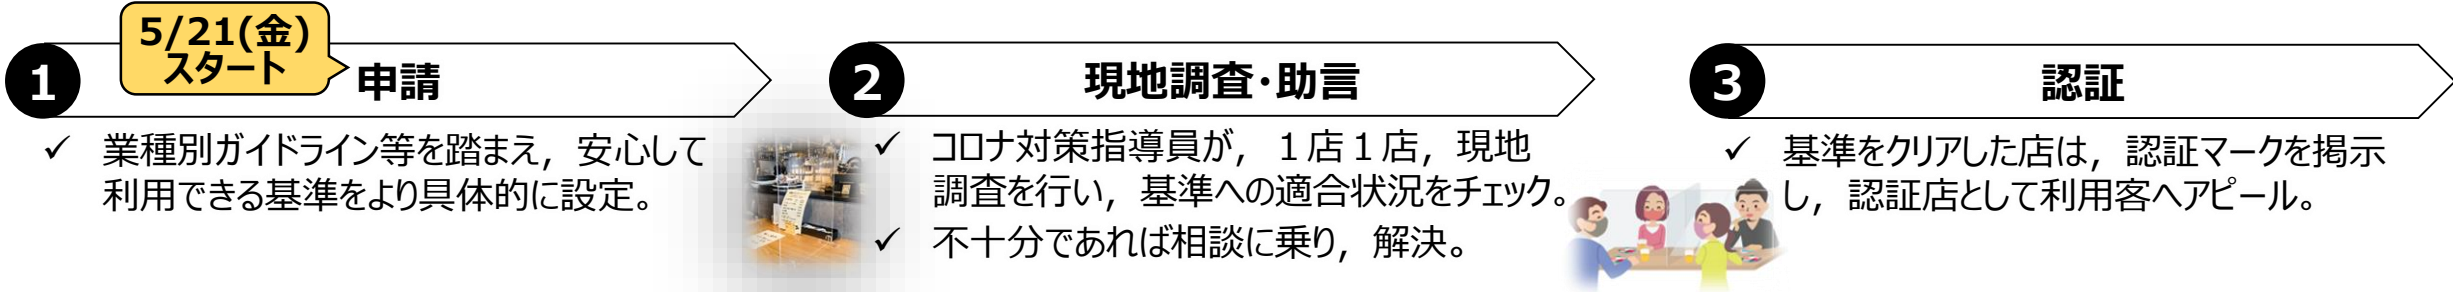 5/21(金)
スタート
1 申請
✓ 業種別ガイドライン等を踏まえ，安心して
利用できる基準をより具体的に設定。
2 現地調査・助言
✓ コロナ対策指導員が，１店１店，現地
調査を行い，基準への適合状況をチェック。
✓ 不十分であれば相談に乗り，解決。
3 認証
✓ 基準をクリアした店は，認証マークを掲示
し，認証店として利用客へアピール。